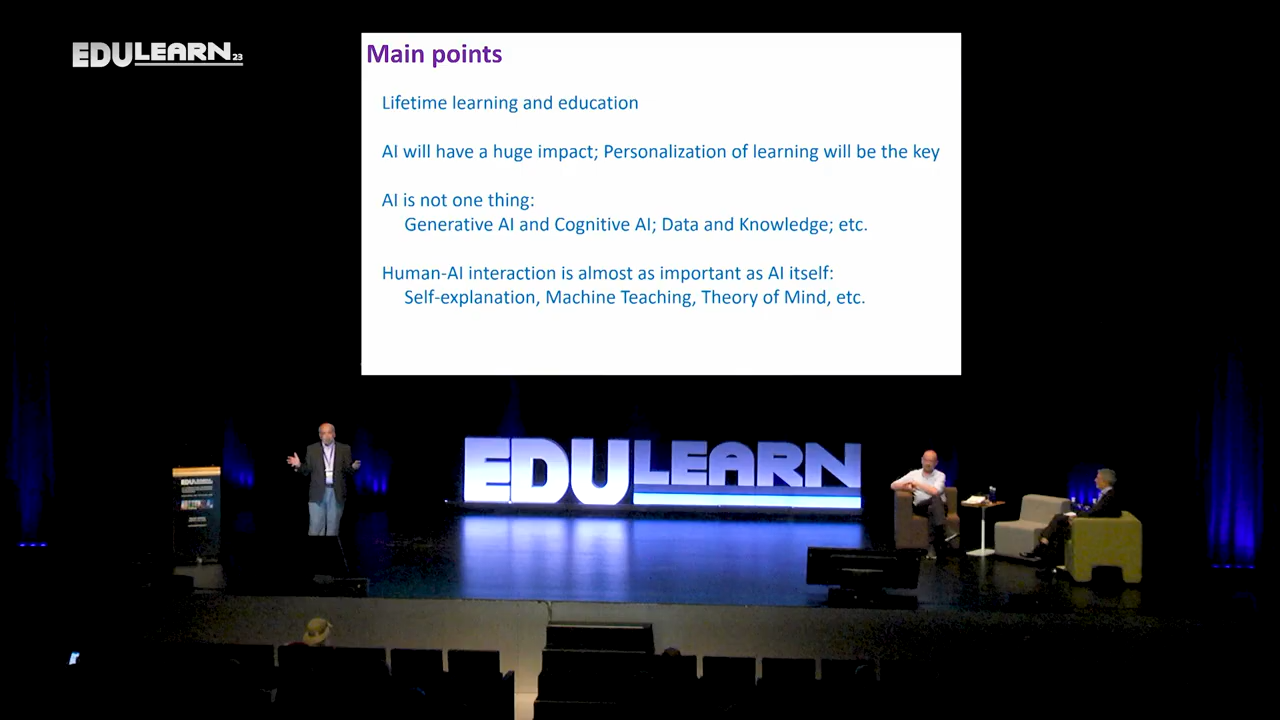 EDULEARN23
Main points
Lifetime learning and education
AI will have a huge impact; Personalization of learning will be the key
AI is not one thing:
Generative AI and Cognitive AI; Data and Knowledge; etc.
Human-AI interaction is almost as important as AI itself:
Self-explanation, Machine Teaching, Theory of Mind, etc.
EDULEARN